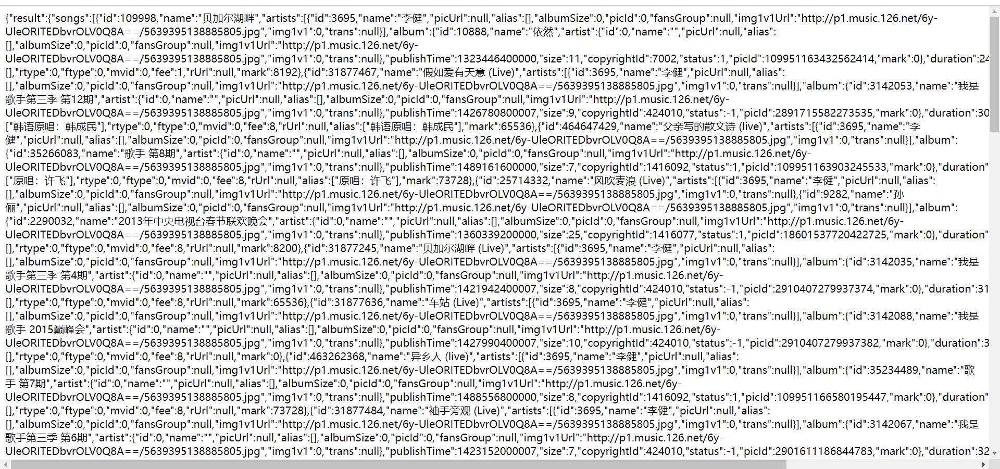 {"result":{"songs":[{"id":109998,"name":"贝加尔湖畔","artists":[{"id":3695,"name":"李健","picUrl":null,"alias":[],"albumSize":0,"picId":0,"fansGroup":null,"img1v1Url":"http://p1.music.126.net/6y-
UleORITEDbvrOLV0Q8A==/5639395138885805.jpg","img1v1":0,"trans":null}],"album":{"id":10888,"name":"依然","artist":{"id":0,"name":"","picUrl":null,"alias":
[],"albumSize":0,"picId":0,"fansGroup":null,"img1v1Url":"http://p1.music.126.net/6y-
UleORITEDbvrOLV0Q8A==/5639395138885805.jpg","img1v1":0,"trans":null},"publishTime":1323446400000,"size":11,"copyrightId":7002,"status":1,"picId":109951163432562414,"mark":0},"duration":24
[],"rtype":0,"ftype":0,"mvid":0,"fee":1,"rUrl":null,"mark":8192},{"id":31877467,"name":"假如爱有天意 (Live)","artists":[{"id":3695,"name":"李健","picUrl":null,"alias":
[],"albumSize":0,"picId":0,"fansGroup":null,"img1v1Url":"http://p1.music.126.net/6y-UleORITEDbvrOLV0Q8A==/5639395138885805.jpg","img1v1":0,"trans":null}],"album":{"id":3142053,"name":"我是
歌手第三季 第12期","artist":{"id":0,"name":"","picUrl":null,"alias":[],"albumSize":0,"picId":0,"fansGroup":null,"img1v1Url":"http://p1.music.126.net/6y-
UleORITEDbvrOLV0Q8A==/5639395138885805.jpg","img1v1":0,"trans":null},"publishTime":1426780800007,"size":9,"copyrightId":424010,"status":-1,"picId":2891715582273535,"mark":0},"duration":30
["韩语原唱：韩成民"],"rtype":0,"ftype":0,"mvid":0,"fee":8,"rUrl":null,"alias":["韩语原唱：韩成民"],"mark":65536},{"id":464647429,"name":"父亲写的散文诗 (live)","artists":[{"id":3695,"name":"李
健","picUrl":null,"alias":[],"albumSize":0,"picId":0,"fansGroup":null,"img1v1Url":"http://p1.music.126.net/6y-UleORITEDbvrOLV0Q8A==/5639395138885805.jpg","img1v1":0,"trans":null}],"album":
{"id":35266083,"name":"歌手 第8期","artist":{"id":0,"name":"","picUrl":null,"alias":[],"albumSize":0,"picId":0,"fansGroup":null,"img1v1Url":"http://p1.music.126.net/6y-
UleORITEDbvrOLV0Q8A==/5639395138885805.jpg","img1v1":0,"trans":null},"publishTime":1489161600000,"size":7,"copyrightId":1416092,"status":1,"picId":109951163903245533,"mark":0},"duration"
["原唱：许飞"],"rtype":0,"ftype":0,"mvid":0,"fee":8,"rUrl":null,"alias":["原唱：许飞"],"mark":73728},{"id":25714332,"name":"风吹麦浪 (Live)","artists":[{"id":3695,"name":"李健","picUrl":null,"alias":
[],"albumSize":0,"picId":0,"fansGroup":null,"img1v1Url":"http://p1.music.126.net/6y-UleORITEDbvrOLV0Q8A==/5639395138885805.jpg","img1v1":0,"trans":null},{"id":9282,"name":"孙
俪","picUrl":null,"alias":[],"albumSize":0,"picId":0,"fansGroup":null,"img1v1Url":"http://p1.music.126.net/6y-UleORITEDbvrOLV0Q8A==/5639395138885805.jpg","img1v1":0,"trans":null}],"album":
{"id":2290032,"name":"2013年中央电视台春节联欢晚会","artist":{"id":0,"name":"","picUrl":null,"alias":[],"albumSize":0,"picId":0,"fansGroup":null,"img1v1Url":"http://p1.music.126.net/6y-
UleORITEDbvrOLV0Q8A==/5639395138885805.jpg","img1v1":0,"trans":null},"publishTime":1360339200000,"size":25,"copyrightId":1416077,"status":1,"picId":18601537720422725,"mark":0},"duration"
[],"rtype":0,"ftype":0,"mvid":0,"fee":8,"rUrl":null,"mark":8200},{"id":31877245,"name":"贝加尔湖畔 (Live)","artists":[{"id":3695,"name":"李健","picUrl":null,"alias":
[],"albumSize":0,"picId":0,"fansGroup":null,"img1v1Url":"http://p1.music.126.net/6y-UleORITEDbvrOLV0Q8A==/5639395138885805.jpg","img1v1":0,"trans":null}],"album":{"id":3142035,"name":"我是
歌手第三季 第4期","artist":{"id":0,"name":"","picUrl":null,"alias":[],"albumSize":0,"picId":0,"fansGroup":null,"img1v1Url":"http://p1.music.126.net/6y-
UleORITEDbvrOLV0Q8A==/5639395138885805.jpg","img1v1":0,"trans":null},"publishTime":1421942400007,"size":8,"copyrightId":424010,"status":-1,"picId":2910407279937374,"mark":0},"duration":31
[],"rtype":0,"ftype":0,"mvid":0,"fee":8,"rUrl":null,"mark":65536},{"id":31877636,"name":"车站 (Live)","artists":[{"id":3695,"name":"李健","picUrl":null,"alias":
[],"albumSize":0,"picId":0,"fansGroup":null,"img1v1Url":"http://p1.music.126.net/6y-UleORITEDbvrOLV0Q8A==/5639395138885805.jpg","img1v1":0,"trans":null}],"album":{"id":3142088,"name":"我是
歌手 2015巅峰会","artist":{"id":0,"name":"","picUrl":null,"alias":[],"albumSize":0,"picId":0,"fansGroup":null,"img1v1Url":"http://p1.music.126.net/6y-
UleORITEDbvrOLV0Q8A==/5639395138885805.jpg","img1v1":0,"trans":null},"publishTime":1427990400007,"size":10,"copyrightId":424010,"status":-1,"picId":2910407279937382,"mark":0},"duration":3
[],"rtype":0,"ftype":0,"mvid":0,"fee":8,"rUrl":null,"mark":0},{"id":463262368,"name":"异乡人 (live)","artists":[{"id":3695,"name":"李健","picUrl":null,"alias":
[],"albumSize":0,"picId":0,"fansGroup":null,"img1v1Url":"http://p1.music.126.net/6y-UleORITEDbvrOLV0Q8A==/5639395138885805.jpg","img1v1":0,"trans":null}],"album":{"id":35234489,"name":"歌
手 第7期","artist":{"id":0,"name":"","picUrl":null,"alias":[],"albumSize":0,"picId":0,"fansGroup":null,"img1v1Url":"http://p1.music.126.net/6y-
UleORITEDbvrOLV0Q8A==/5639395138885805.jpg","img1v1":0,"trans":null},"publishTime":1488556800000,"size":8,"copyrightId":1416092,"status":1,"picId":109951166580195447,"mark":0},"duration"
[],"rtype":0,"ftype":0,"mvid":0,"fee":8,"rUrl":null,"mark":73728},{"id":31877484,"name":"袖手旁观 (Live)","artists":[{"id":3695,"name":"李健","picUrl":null,"alias":
[],"albumSize":0,"picId":0,"fansGroup":null,"img1v1Url":"http://p1.music.126.net/6y-UleORITEDbvrOLV0Q8A==/5639395138885805.jpg","img1v1":0,"trans":null}],"album":{"id":3142067,"name":"我是
歌手第三季 第6期","artist":{"id":0,"name":"","picUrl":null,"alias":[],"albumSize":0,"picId":0,"fansGroup":null,"img1v1Url":"http://p1.music.126.net/6y-
UleORITEDbvrOLV0Q8A==/5639395138885805.jpg","img1v1":0,"trans":null},"publishTime":1423152000007,"size":7,"copyrightId":424010,"status":-1,"picId":2901611186844783,"mark":0},"duration":32